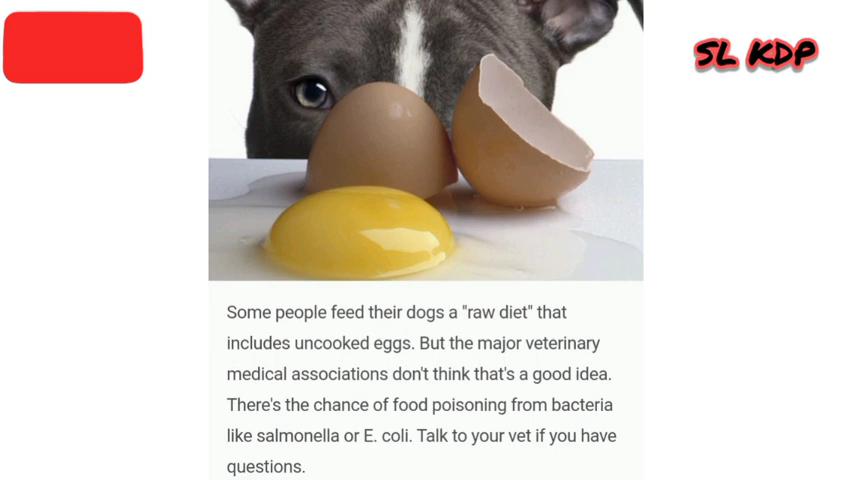 SL KDP
Some people feed their dogs a "raw diet" that
includes uncooked eggs. But the major veterinary
medical associations don't think that's a good idea.
There's the chance of food poisoning from bacteria
like salmonella or E. coli. Talk to your vet if you have
questions.